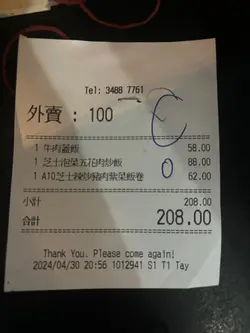 Tel: 3488 7761
外賣 : 100
C
1 牛肉蓋飯 58.00
1 芝士泡菜五花肉炒飯 88.00
O
1 A10芝士辣炒豬肉紫菜飯卷 62.00
小計 208.00
合計 208.00
Thank You. Please come again!
2024/04/30 20:56 1012941 S1 T1 Tay